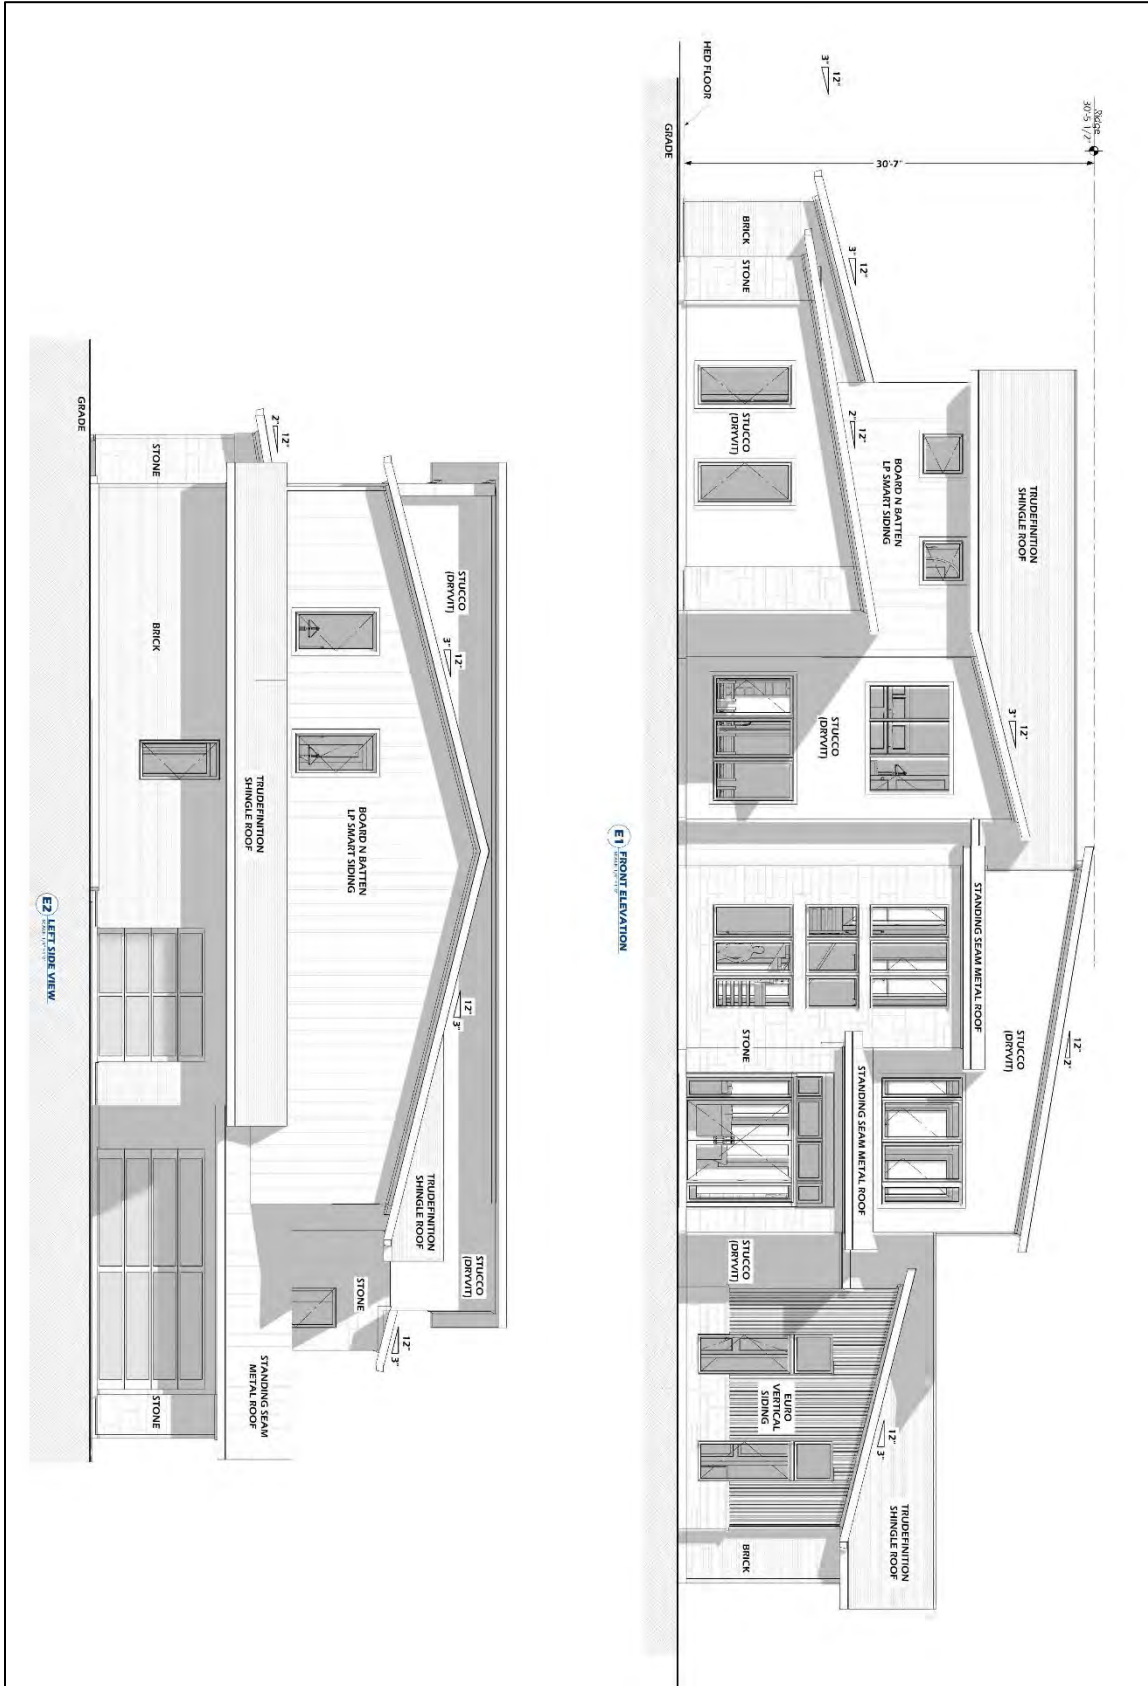 Ridge
30'-5 1/2"
30'-7"
HED FLOOR
GRADE
12"
3"
BRICK
STONE
12"
3"
STUCCO
(DRYVIT)
12"
2"
BOARD N BATTEN
LP SMART SIDING
TRUDEFINITION
SHINGLE ROOF
STUCCO
(DRYVIT)
12"
3"
STANDING SEAM METAL ROOF
STONE
STUCCO
(DRYVIT)
12"
2"
STANDING SEAM METAL ROOF
STUCCO
(DRYVIT)
EURO
VERTICAL
SIDING
12"
3"
TRUDEFINITION
SHINGLE ROOF
BRICK
E1 FRONT ELEVATION
GRADE
STONE
12"
2"
STUCCO
(DRYVIT)
12"
3"
BRICK
TRUDEFINITION
SHINGLE ROOF
BOARD N BATTEN
LP SMART SIDING
12"
3"
TRUDEFINITION
SHINGLE ROOF
STUCCO
(DRYVIT)
STONE
12"
3"
STANDING SEAM
METAL ROOF
STONE
E2 LEFT SIDE VIEW